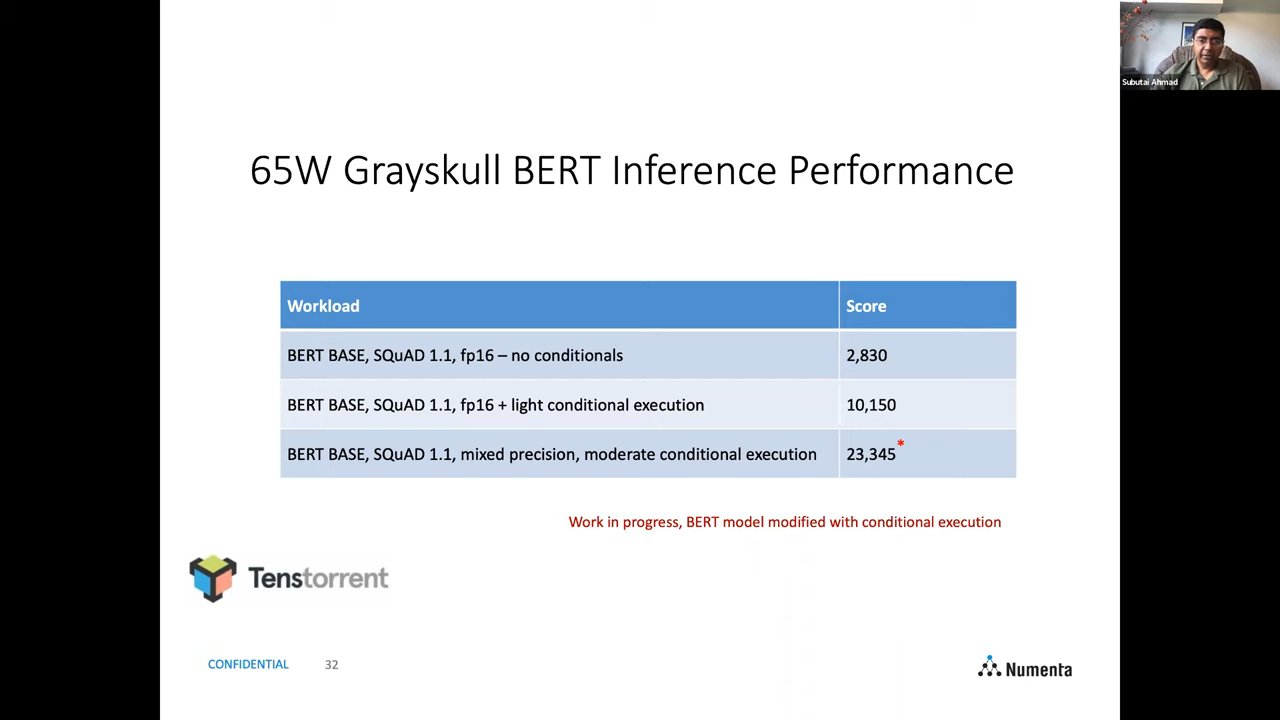 Subutai Ahmad
65W Grayskull BERT Inference Performance
Workload Score
BERT BASE, SQuAD 1.1, fp16 – no conditionals 2,830
BERT BASE, SQuAD 1.1, fp16 + light conditional execution 10,150
BERT BASE, SQuAD 1.1, mixed precision, moderate conditional execution 23,345*
Work in progress, BERT model modified with conditional execution
Tenstorrent
CONFIDENTIAL 32
Numenta